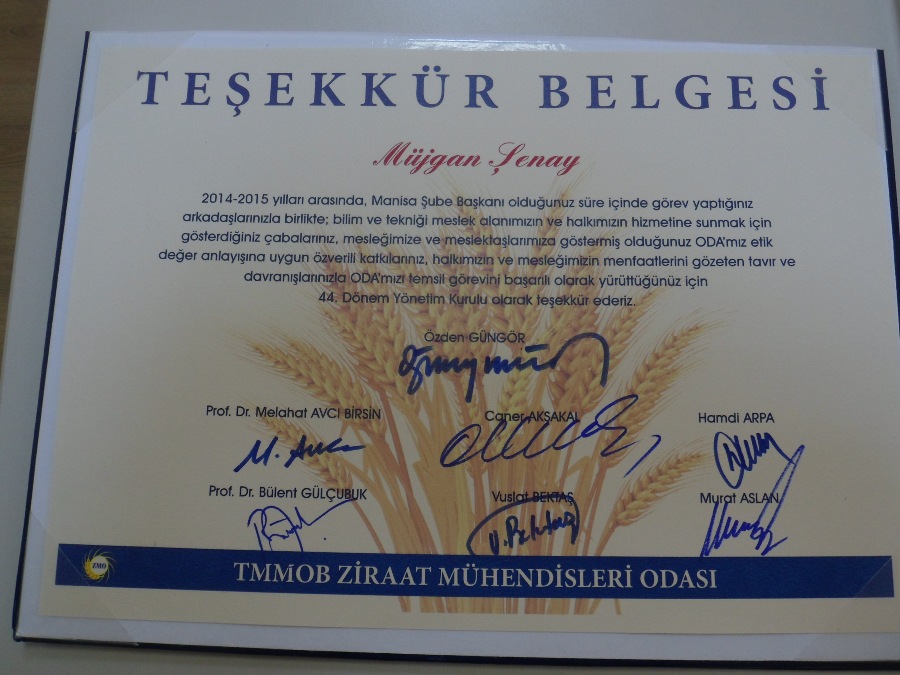 TEŞEKKÜR BELGESİ
Müjgan Şenay
2014-2015 yılları arasında, Manisa Şube Başkanı olduğunuz süre içinde görev yaptığınız
arkadaşlarınızla birlikte; bilim ve tekniği meslek alanımızın ve halkımızın hizmetine sunmak için
gösterdiğiniz çabalarınız, mesleğimize ve meslektaşlarımıza göstermiş olduğunuz ODA'mız etik
değer anlayışına uygun özverili katkılarınız, halkımızın ve mesleğimizin menfaatlerini gözeten tavır ve
davranışlarınızla ODA'mızı temsil görevini başarılı olarak yürüttüğünüz için
44. Dönem Yönetim Kurulu olarak teşekkür ederiz.
Özden GÜNGÖR
Prof. Dr. Melahat AVCI BİRSİN Caner AKŞAKAL Hamdi ARPA
M. Avcı
Prof. Dr. Bülent GÜLÇUBUK Vuslat BEKTAŞ Murat ASLAN
V. Bektaş
ZMO TMMOB ZİRAAT MÜHENDİSLERİ ODASI